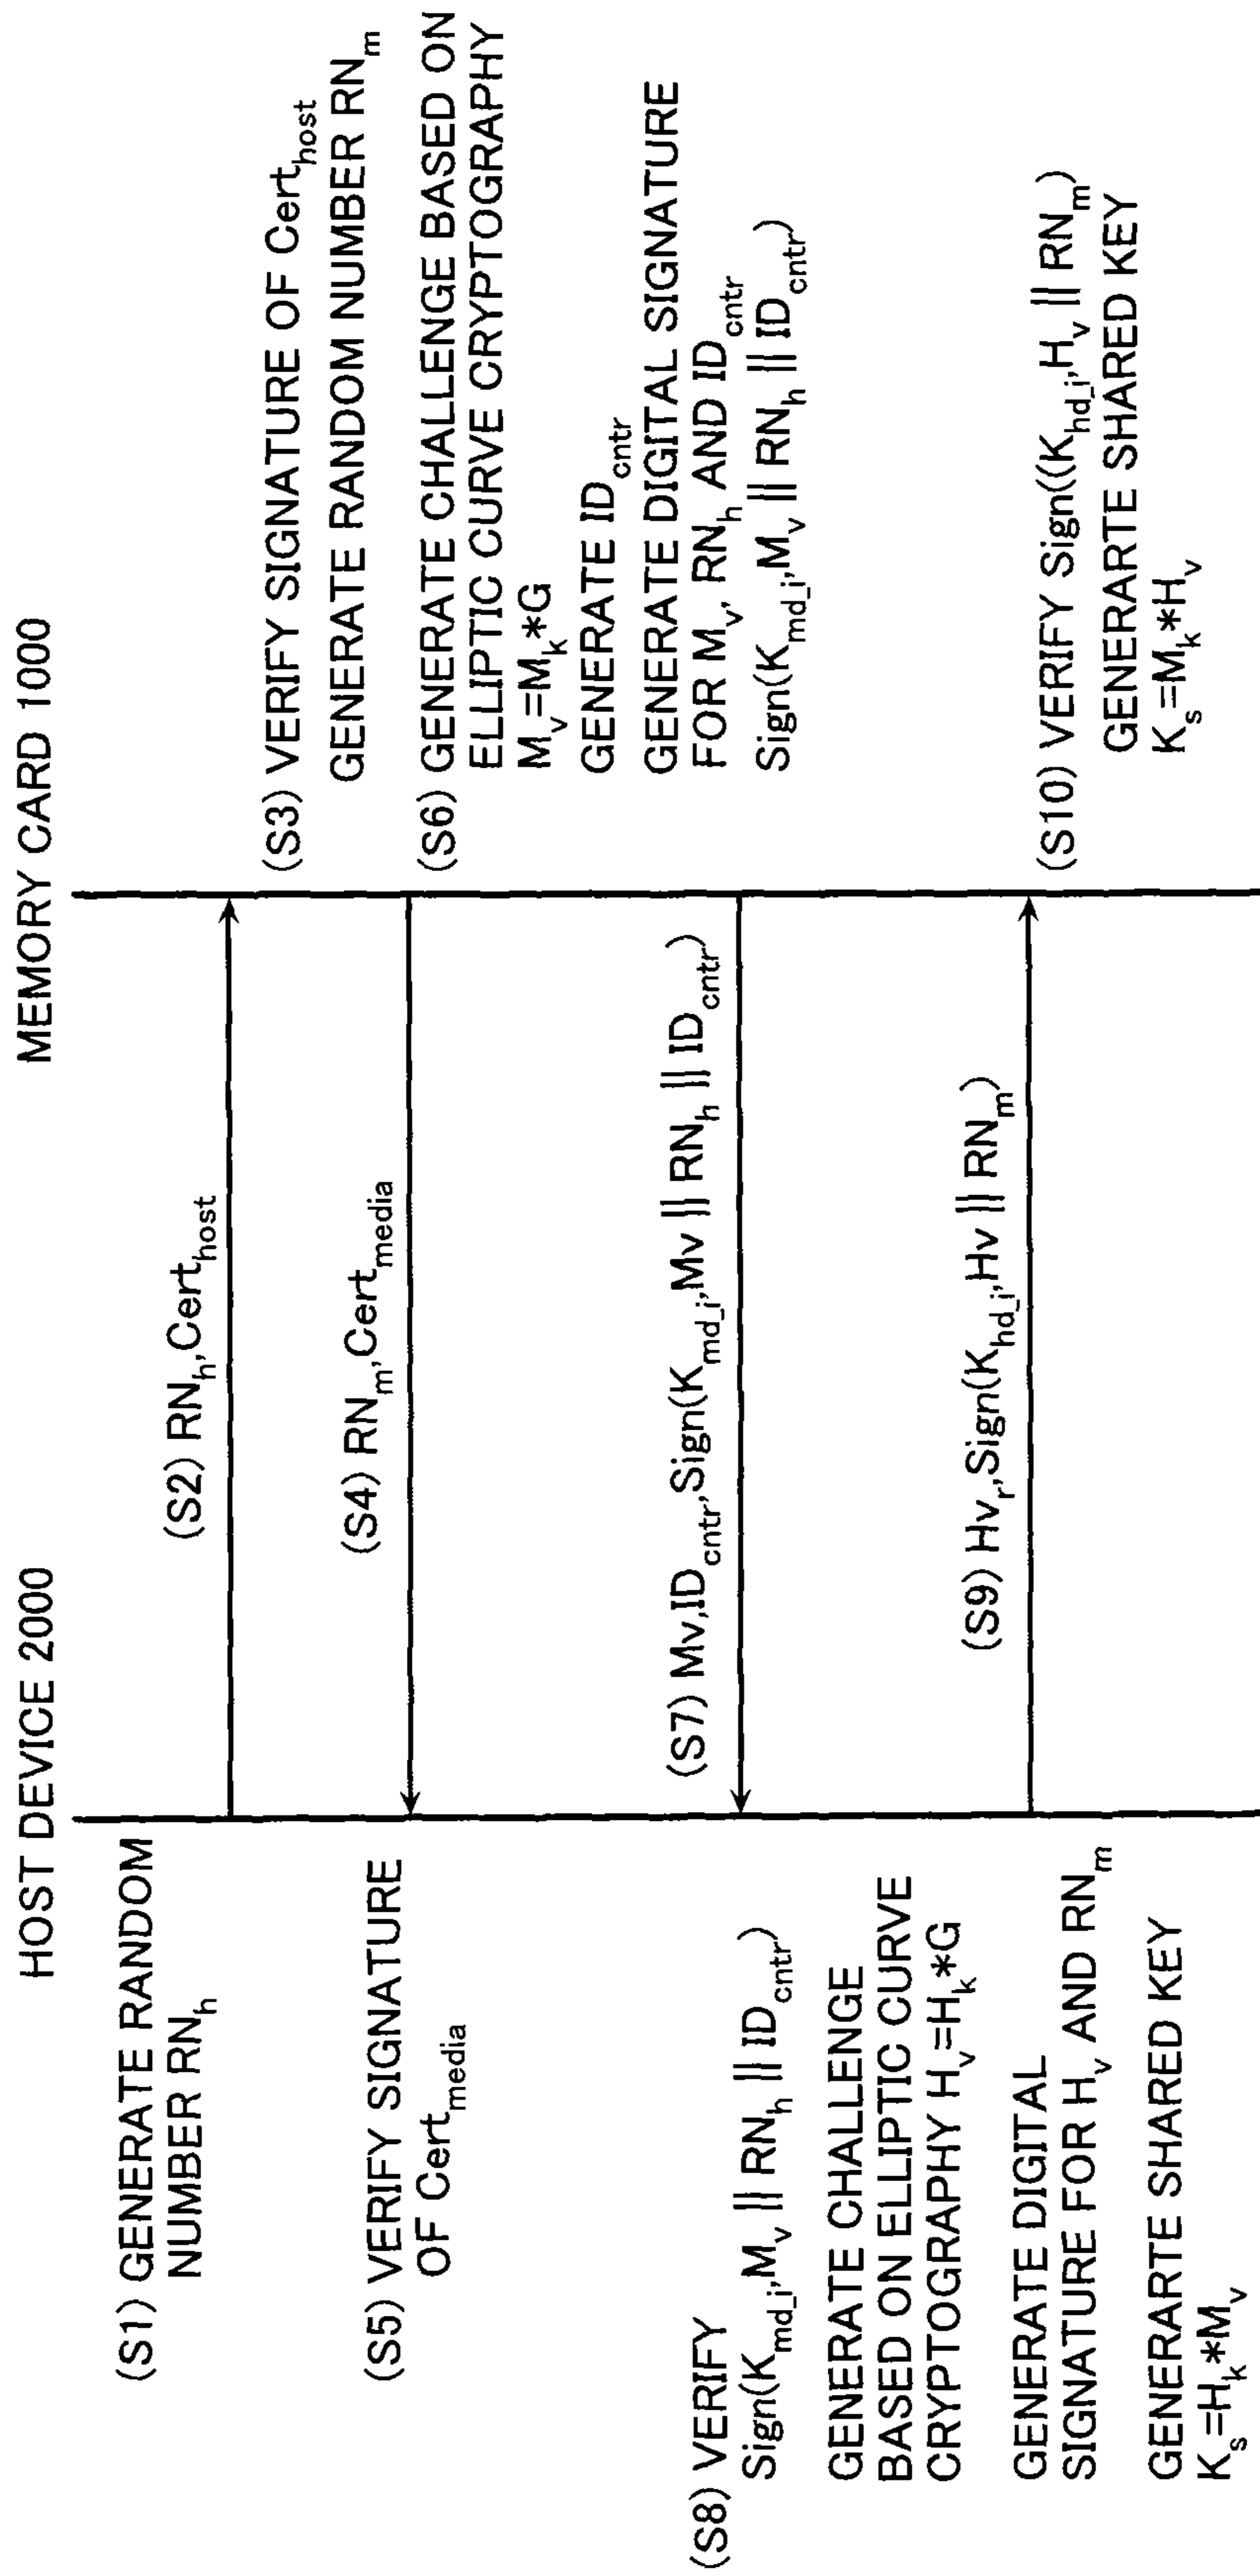 HOST DEVICE 2000
MEMORY CARD 1000
(S1) GENERATE RANDOM
NUMBER RN_h
(S2) RN_h,Cert_host
(S3) VERIFY SIGNATURE OF Cert_host
GENERATE RANDOM NUMBER RN_m
(S4) RN_m,Cert_media
(S5) VERIFY SIGNATURE
OF Cert_media
(S6) GENERATE CHALLENGE BASED ON
ELLIPTIC CURVE CRYPTOGRAPHY
M_v=M_k*G
GENERATE ID_cntr
GENERATE DIGITAL SIGNATURE
FOR M_v, RN_h AND ID_cntr
Sign(K_md_i,M_v || RN_h || ID_cntr)
(S7) Mv,ID_cntr,Sign(K_md_i,Mv || RN_h || ID_cntr)
(S8) VERIFY
Sign(K_md_i,M_v || RN_h || ID_cntr)
GENERATE CHALLENGE
BASED ON ELLIPTIC CURVE
CRYPTOGRAPHY H_v=H_k*G
GENERATE DIGITAL
SIGNATURE FOR H_v AND RN_m
GENERARTE SHARED KEY
K_s=H_k*M_v
(S9) Hv_r,Sign(K_hd_i,Hv || RN_m)
(S10) VERIFY Sign((K_hd_i,H_v || RN_m)
GENERARTE SHARED KEY
K_s=M_k*H_v